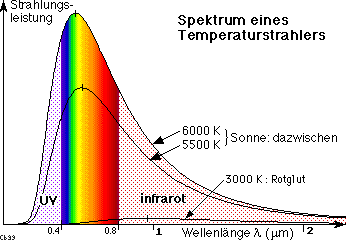 Strahlungs-
leistung
Spektrum eines
Temperaturstrahlers
6000 K
5500 K
Sonne: dazwischen
3000 K : Rotglut
UV
infrarot
0.4
0.8
1
2
Wellenlänge λ (µm)